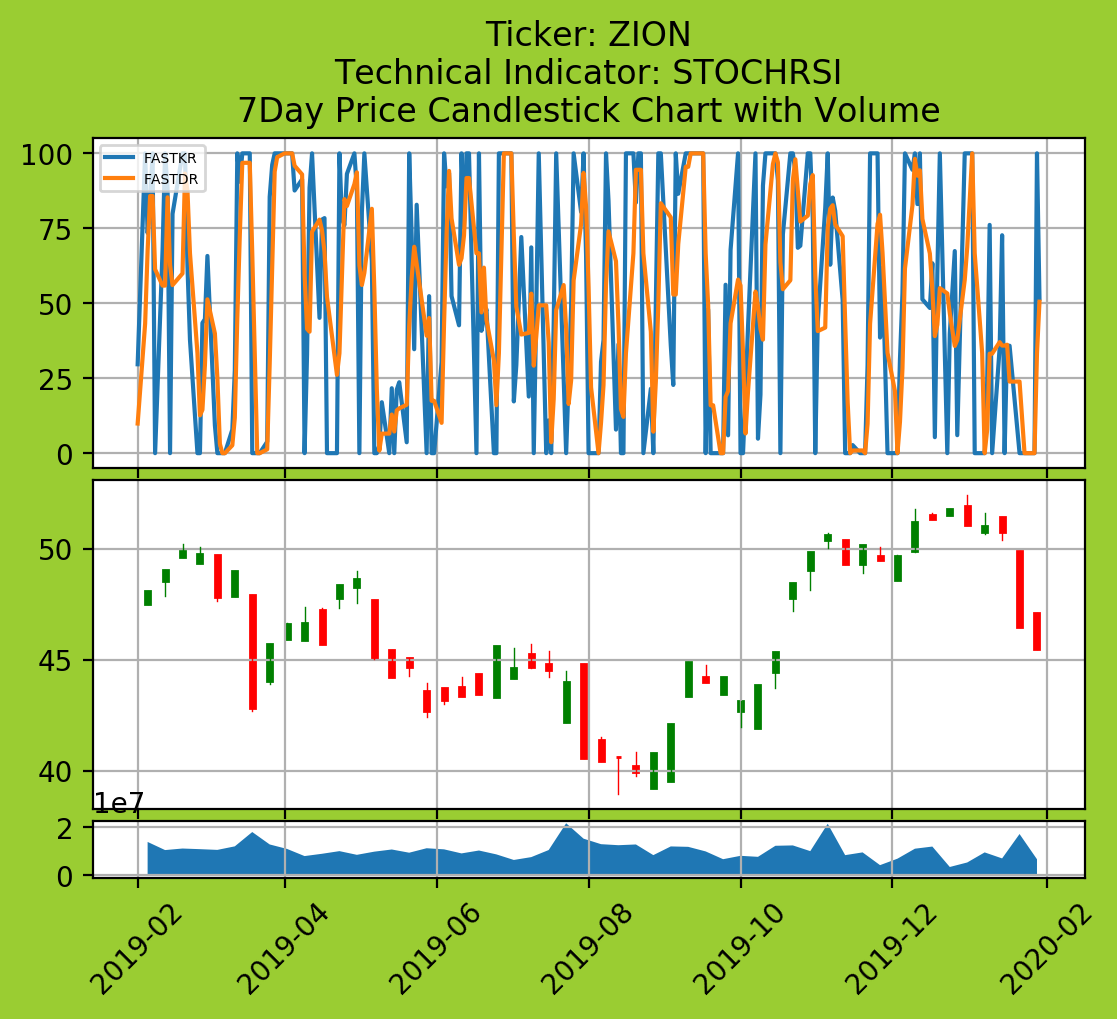 Ticker: ZION
Technical Indicator: STOCHRSI
7Day Price Candlestick Chart with Volume
100
75
50
25
0
FASTKR
FASTDR
50
45
40
1e7
2
0
2019-02
2019-04
2019-06
2019-08
2019-10
2019-12
2020-02